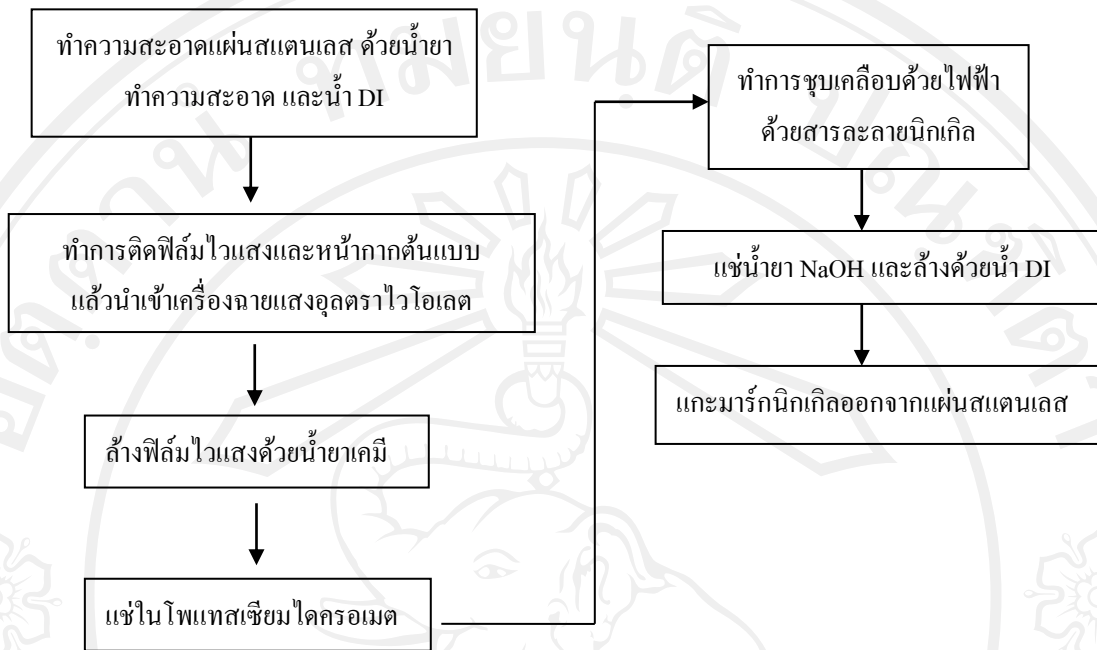 ทำความสะอาดแผ่นสแตนเลส ด้วยน้ำยา
ทำความสะอาด และน้ำ DI
ทำการติดฟิล์มไวแสงและหน้ากากต้นแบบ
แล้วนำเข้าเครื่องฉายแสงอุลตราไวโอเลต
ล้างฟิล์มไวแสงด้วยน้ำยาเคมี
แช่ในโพแทสเซียมไดครอเมต
ทำการชุบเคลือบด้วยไฟฟ้า
ด้วยสารละลายนิกเกิล
แช่น้ำยา NaOH และล้างด้วยน้ำ DI
แกะมาร์กนิกเกิลออกจากแผ่นสแตนเลส